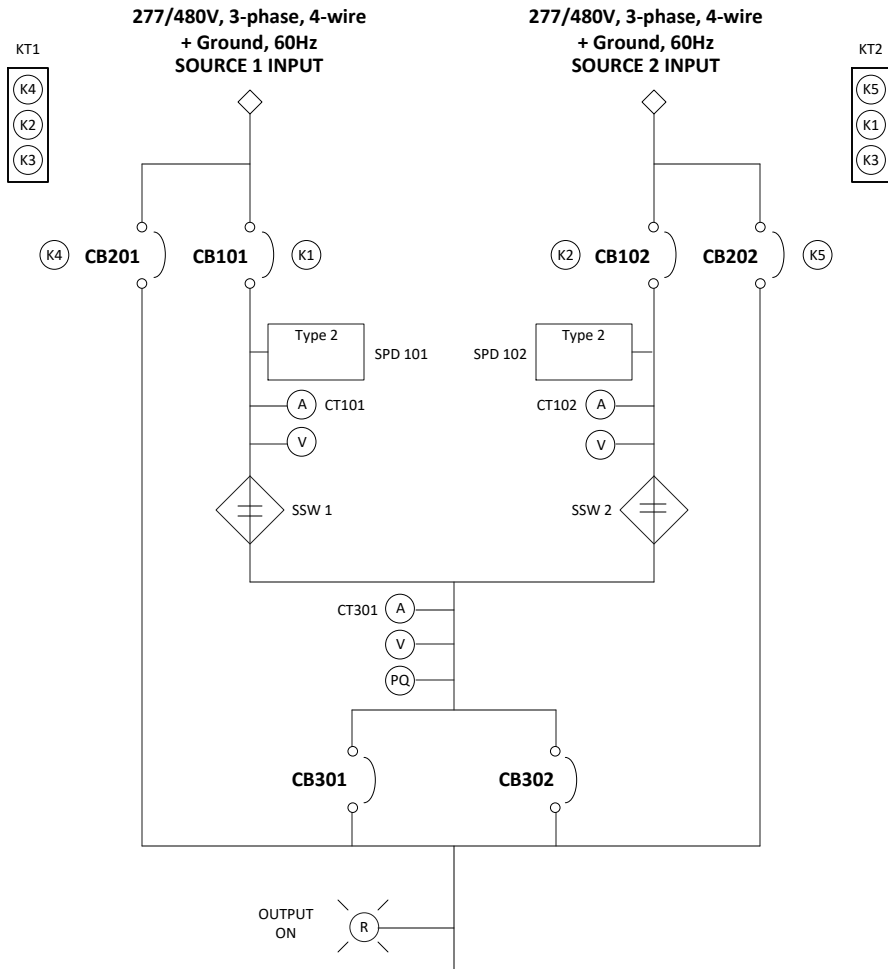 277/480V, 3-phase, 4-wire
+ Ground, 60Hz
SOURCE 1 INPUT
277/480V, 3-phase, 4-wire
+ Ground, 60Hz
SOURCE 2 INPUT
KT1
K4
K2
K3
KT2
K5
K1
K3
K4
CB201
CB101
K1
K2
CB102
CB202
K5
Type 2
SPD 101
SPD 102
Type 2
A
CT101
CT102
A
V
V
SSW 1
SSW 2
CT301
A
V
PQ
CB301
CB302
OUTPUT
ON
R